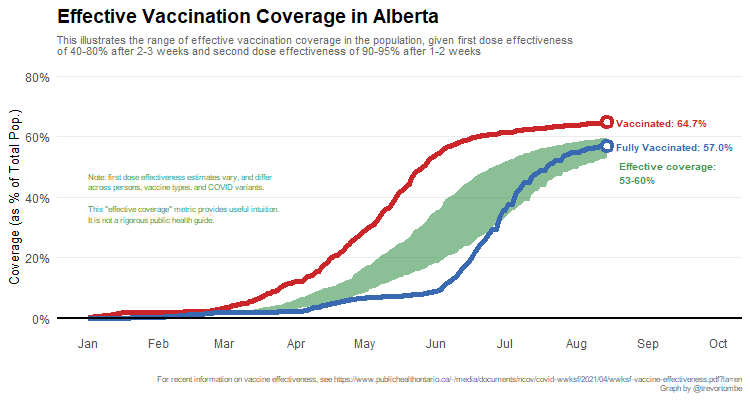 Effective Vaccination Coverage in Alberta
This illustrates the range of effective vaccination coverage in the population, given first dose effectiveness
of 40-80% after 2-3 weeks and second dose effectiveness of 90-95% after 1-2 weeks
Coverage (as % of Total Pop.)
80%
60%
40%
20%
0%
Vaccinated: 64.7%
Fully Vaccinated: 57.0%
Effective coverage:
53-60%
Note: first dose effectiveness estimates vary, and differ
across persons, vaccine types, and COVID variants.
This "effective coverage" metric provides useful intuition.
It is not a rigorous public health guide.
Jan Feb Mar Apr May Jun Jul Aug Sep Oct
For recent information on vaccine effectiveness, see https://www.publichealthontario.ca/-/media/documents/ncov/covid-wwksf/2021/04/wwksf-vaccine-effectiveness.pdf?la=en
Graph by @trevortombe